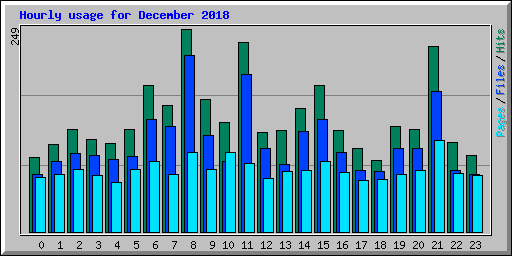 Hourly usage for December 2018
249
Pages / Files / Hits
0 1 2 3 4 5 6 7 8 9 10 11 12 13 14 15 16 17 18 19 20 21 22 23